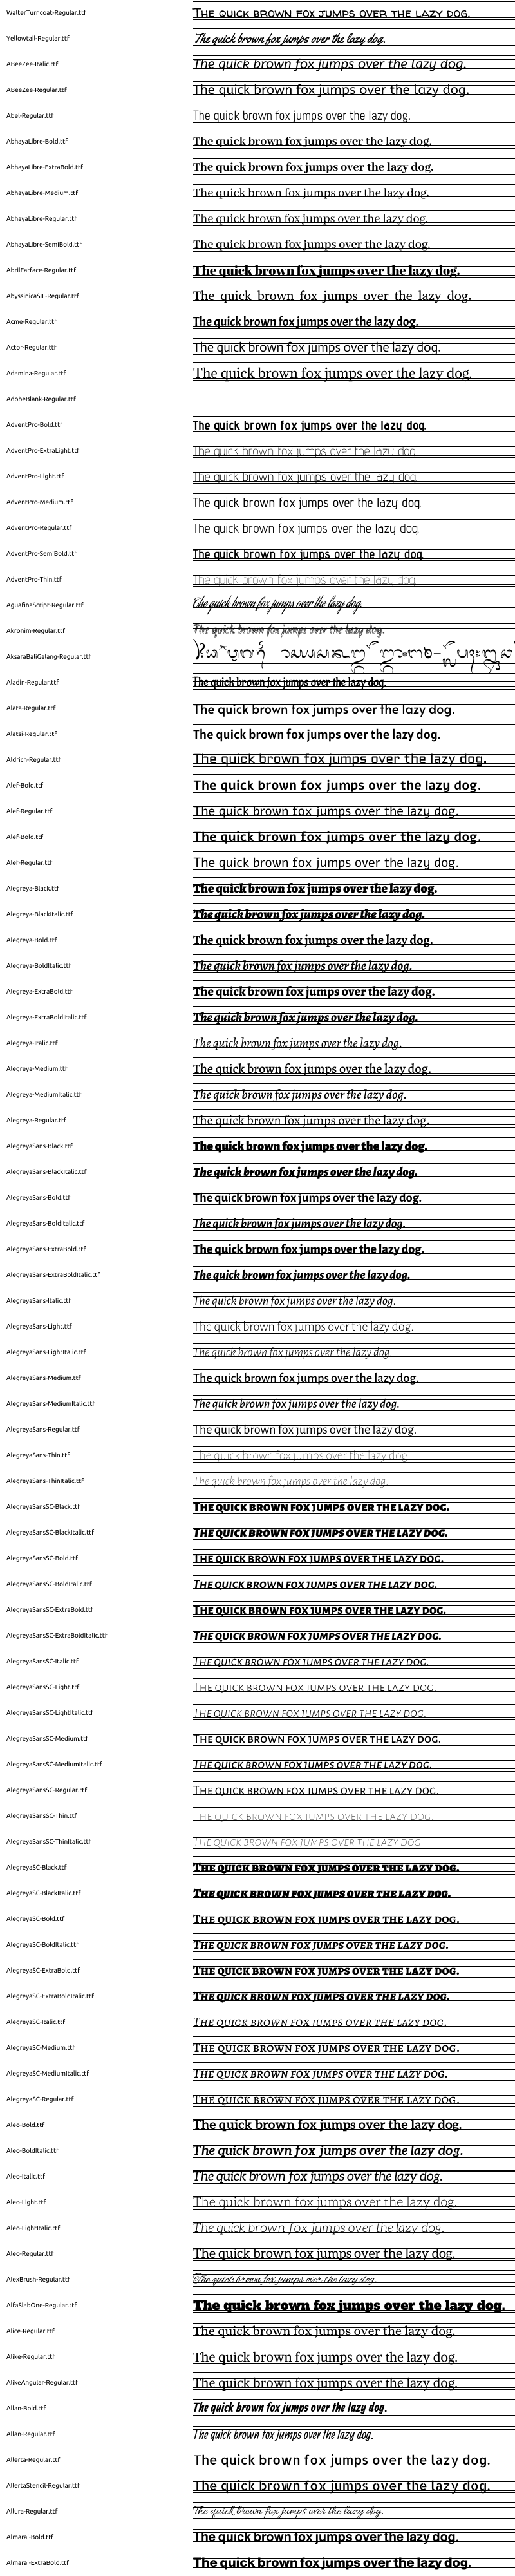 WalterTurncoat-Regular.ttf The quick brown fox jumps over the lazy dog.
Yellowtail-Regular.ttf The quick brown fox jumps over the lazy dog.
ABeeZee-Italic.ttf The quick brown fox jumps over the lazy dog.
ABeeZee-Regular.ttf The quick brown fox jumps over the lazy dog.
Abel-Regular.ttf The quick brown fox jumps over the lazy dog.
AbhayaLibre-Bold.ttf The quick brown fox jumps over the lazy dog.
AbhayaLibre-ExtraBold.ttf The quick brown fox jumps over the lazy dog.
AbhayaLibre-Medium.ttf The quick brown fox jumps over the lazy dog.
AbhayaLibre-Regular.ttf The quick brown fox jumps over the lazy dog.
AbhayaLibre-SemiBold.ttf The quick brown fox jumps over the lazy dog.
AbrilFatface-Regular.ttf The quick brown fox jumps over the lazy dog.
AbyssinicaSIL-Regular.ttf The quick brown fox jumps over the lazy dog.
Acme-Regular.ttf The quick brown fox jumps over the lazy dog.
Actor-Regular.ttf The quick brown fox jumps over the lazy dog.
Adamina-Regular.ttf The quick brown fox jumps over the lazy dog.
AdobeBlank-Regular.ttf
AdventPro-Bold.ttf The quick brown fox jumps over the lazy dog.
AdventPro-ExtraLight.ttf The quick brown fox jumps over the lazy dog.
AdventPro-Light.ttf The quick brown fox jumps over the lazy dog.
AdventPro-Medium.ttf The quick brown fox jumps over the lazy dog.
AdventPro-Regular.ttf The quick brown fox jumps over the lazy dog.
AdventPro-SemiBold.ttf The quick brown fox jumps over the lazy dog.
AdventPro-Thin.ttf The quick brown fox jumps over the lazy dog.
AguafinaScript-Regular.ttf The quick brown fox jumps over the lazy dog.
Akronim-Regular.ttf The quick brown fox jumps over the lazy dog.
AksaraBaliGalang-Regular.ttf
Aladin-Regular.ttf The quick brown fox jumps over the lazy dog.
Alata-Regular.ttf The quick brown fox jumps over the lazy dog.
Alatsi-Regular.ttf The quick brown fox jumps over the lazy dog.
Aldrich-Regular.ttf The quick brown fox jumps over the lazy dog.
Alef-Bold.ttf The quick brown fox jumps over the lazy dog.
Alef-Regular.ttf The quick brown fox jumps over the lazy dog.
Alef-Bold.ttf The quick brown fox jumps over the lazy dog.
Alef-Regular.ttf The quick brown fox jumps over the lazy dog.
Alegreya-Black.ttf The quick brown fox jumps over the lazy dog.
Alegreya-BlackItalic.ttf The quick brown fox jumps over the lazy dog.
Alegreya-Bold.ttf The quick brown fox jumps over the lazy dog.
Alegreya-BoldItalic.ttf The quick brown fox jumps over the lazy dog.
Alegreya-ExtraBold.ttf The quick brown fox jumps over the lazy dog.
Alegreya-ExtraBoldItalic.ttf The quick brown fox jumps over the lazy dog.
Alegreya-Italic.ttf The quick brown fox jumps over the lazy dog.
Alegreya-Medium.ttf The quick brown fox jumps over the lazy dog.
Alegreya-MediumItalic.ttf The quick brown fox jumps over the lazy dog.
Alegreya-Regular.ttf The quick brown fox jumps over the lazy dog.
AlegreyaSans-Black.ttf The quick brown fox jumps over the lazy dog.
AlegreyaSans-BlackItalic.ttf The quick brown fox jumps over the lazy dog.
AlegreyaSans-Bold.ttf The quick brown fox jumps over the lazy dog.
AlegreyaSans-BoldItalic.ttf The quick brown fox jumps over the lazy dog.
AlegreyaSans-ExtraBold.ttf The quick brown fox jumps over the lazy dog.
AlegreyaSans-ExtraBoldItalic.ttf The quick brown fox jumps over the lazy dog.
AlegreyaSans-Italic.ttf The quick brown fox jumps over the lazy dog.
AlegreyaSans-Light.ttf The quick brown fox jumps over the lazy dog.
AlegreyaSans-LightItalic.ttf The quick brown fox jumps over the lazy dog.
AlegreyaSans-Medium.ttf The quick brown fox jumps over the lazy dog.
AlegreyaSans-MediumItalic.ttf The quick brown fox jumps over the lazy dog.
AlegreyaSans-Regular.ttf The quick brown fox jumps over the lazy dog.
AlegreyaSans-Thin.ttf The quick brown fox jumps over the lazy dog.
AlegreyaSans-ThinItalic.ttf The quick brown fox jumps over the lazy dog.
AlegreyaSansSC-Black.ttf The quick brown fox jumps over the lazy dog.
AlegreyaSansSC-BlackItalic.ttf The quick brown fox jumps over the lazy dog.
AlegreyaSansSC-Bold.ttf The quick brown fox jumps over the lazy dog.
AlegreyaSansSC-BoldItalic.ttf The quick brown fox jumps over the lazy dog.
AlegreyaSansSC-ExtraBold.ttf The quick brown fox jumps over the lazy dog.
AlegreyaSansSC-ExtraBoldItalic.ttf The quick brown fox jumps over the lazy dog.
AlegreyaSansSC-Italic.ttf The quick brown fox jumps over the lazy dog.
AlegreyaSansSC-Light.ttf The quick brown fox jumps over the lazy dog.
AlegreyaSansSC-LightItalic.ttf The quick brown fox jumps over the lazy dog.
AlegreyaSansSC-Medium.ttf The quick brown fox jumps over the lazy dog.
AlegreyaSansSC-MediumItalic.ttf The quick brown fox jumps over the lazy dog.
AlegreyaSansSC-Regular.ttf The quick brown fox jumps over the lazy dog.
AlegreyaSansSC-Thin.ttf The quick brown fox jumps over the lazy dog.
AlegreyaSansSC-ThinItalic.ttf The quick brown fox jumps over the lazy dog.
AlegreyaSC-Black.ttf The quick brown fox jumps over the lazy dog.
AlegreyaSC-BlackItalic.ttf The quick brown fox jumps over the lazy dog.
AlegreyaSC-Bold.ttf The quick brown fox jumps over the lazy dog.
AlegreyaSC-BoldItalic.ttf The quick brown fox jumps over the lazy dog.
AlegreyaSC-ExtraBold.ttf The quick brown fox jumps over the lazy dog.
AlegreyaSC-ExtraBoldItalic.ttf The quick brown fox jumps over the lazy dog.
AlegreyaSC-Italic.ttf The quick brown fox jumps over the lazy dog.
AlegreyaSC-Medium.ttf The quick brown fox jumps over the lazy dog.
AlegreyaSC-MediumItalic.ttf The quick brown fox jumps over the lazy dog.
AlegreyaSC-Regular.ttf The quick brown fox jumps over the lazy dog.
Aleo-Bold.ttf The quick brown fox jumps over the lazy dog.
Aleo-BoldItalic.ttf The quick brown fox jumps over the lazy dog.
Aleo-Italic.ttf The quick brown fox jumps over the lazy dog.
Aleo-Light.ttf The quick brown fox jumps over the lazy dog.
Aleo-LightItalic.ttf The quick brown fox jumps over the lazy dog.
Aleo-Regular.ttf The quick brown fox jumps over the lazy dog.
AlexBrush-Regular.ttf The quick brown fox jumps over the lazy dog.
AlfaSlabOne-Regular.ttf The quick brown fox jumps over the lazy dog.
Alice-Regular.ttf The quick brown fox jumps over the lazy dog.
Alike-Regular.ttf The quick brown fox jumps over the lazy dog.
AlikeAngular-Regular.ttf The quick brown fox jumps over the lazy dog.
Allan-Bold.ttf The quick brown fox jumps over the lazy dog.
Allan-Regular.ttf The quick brown fox jumps over the lazy dog.
Allerta-Regular.ttf The quick brown fox jumps over the lazy dog.
AllertaStencil-Regular.ttf The quick brown fox jumps over the lazy dog.
Allura-Regular.ttf The quick brown fox jumps over the lazy dog.
Almarai-Bold.ttf The quick brown fox jumps over the lazy dog.
Almarai-ExtraBold.ttf The quick brown fox jumps over the lazy dog.